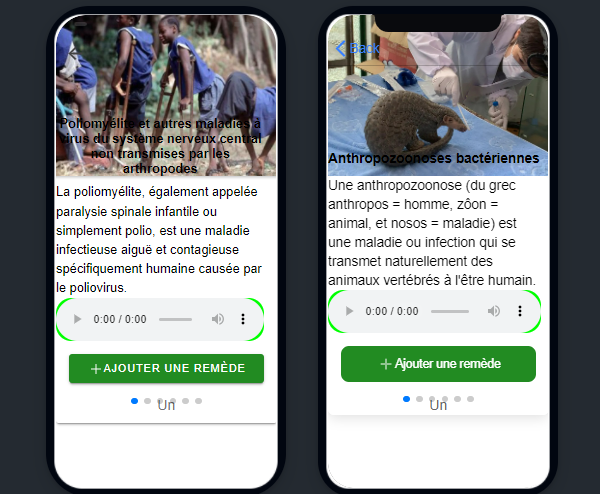 Poliomyélite et autres maladies à
virus du système nerveux central
non transmises par les
arthropodes
La poliomyélite, également appelée
paralysie spinale infantile ou
simplement polio, est une maladie
infectieuse aiguë et contagieuse
spécifiquement humaine causée par
le poliovirus.
0:00 / 0:00
AJOUTER UNE REMÈDE
Un
Back
Anthropozoonoses bactériennes
Une anthropozoonose (du grec
anthropos = homme, zôon =
animal, et nosos = maladie) est
une maladie ou infection qui se
transmet naturellement des
animaux vertébrés à l'être humain.
0:00 / 0:00
Ajouter une remède
Un